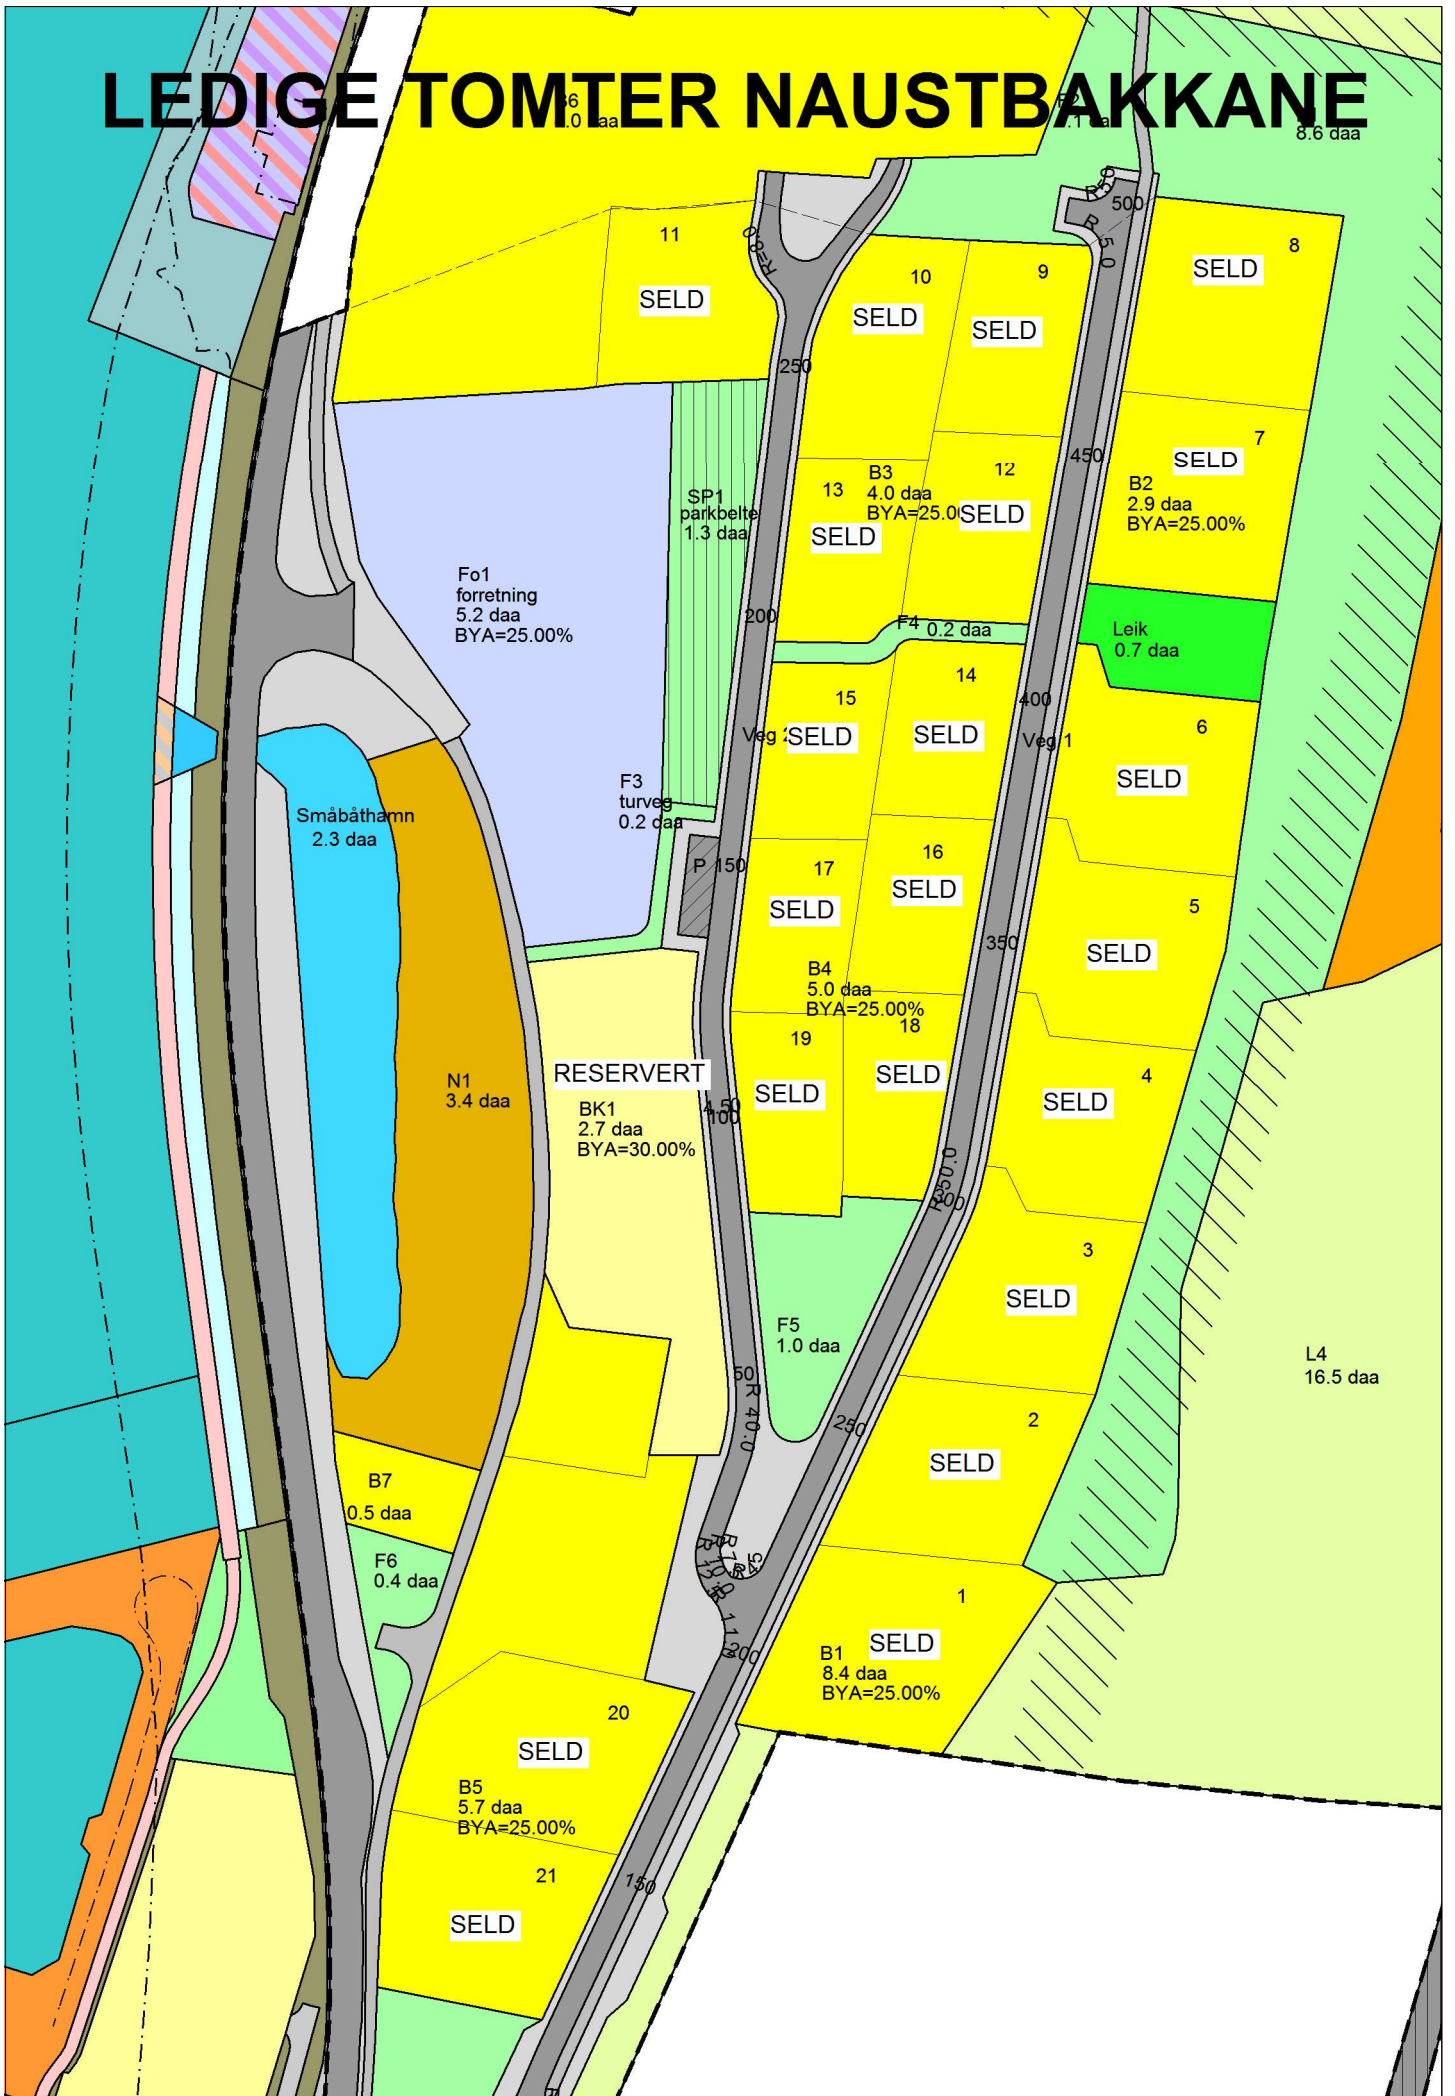 LEDIGE TOMTER NAUSTBAKKANE
8.6 daa
11
SELD
R=8.0
10
SELD
9
SELD
8
SELD
R 5.0
500
250
7
SELD
450
B2
2.9 daa
BYA=25.00%
B3
4.0 daa
12
SELD
13
SELD
SP1
parkbelte
1.3 daa
Fo1
forretning
5.2 daa
BYA=25.00%
200
F4 0.2 daa
Leik
0.7 daa
14
SELD
15
SELD
400
Veg 1
6
SELD
F3
turveg
0.2 daa
Småbåthamn
2.3 daa
P 150
16
SELD
17
SELD
5
SELD
350
B4
5.0 daa
BYA=25.00%
18
SELD
19
SELD
4
SELD
RESERVERT
BK1
2.7 daa
BYA=30.00%
N1
3.4 daa
100
300
3
SELD
F5
1.0 daa
L4
16.5 daa
50
R 40.0
250
2
SELD
B7
0.5 daa
F6
0.4 daa
1
SELD
B1
8.4 daa
BYA=25.00%
200
20
SELD
B5
5.7 daa
BYA=25.00%
21
SELD
150